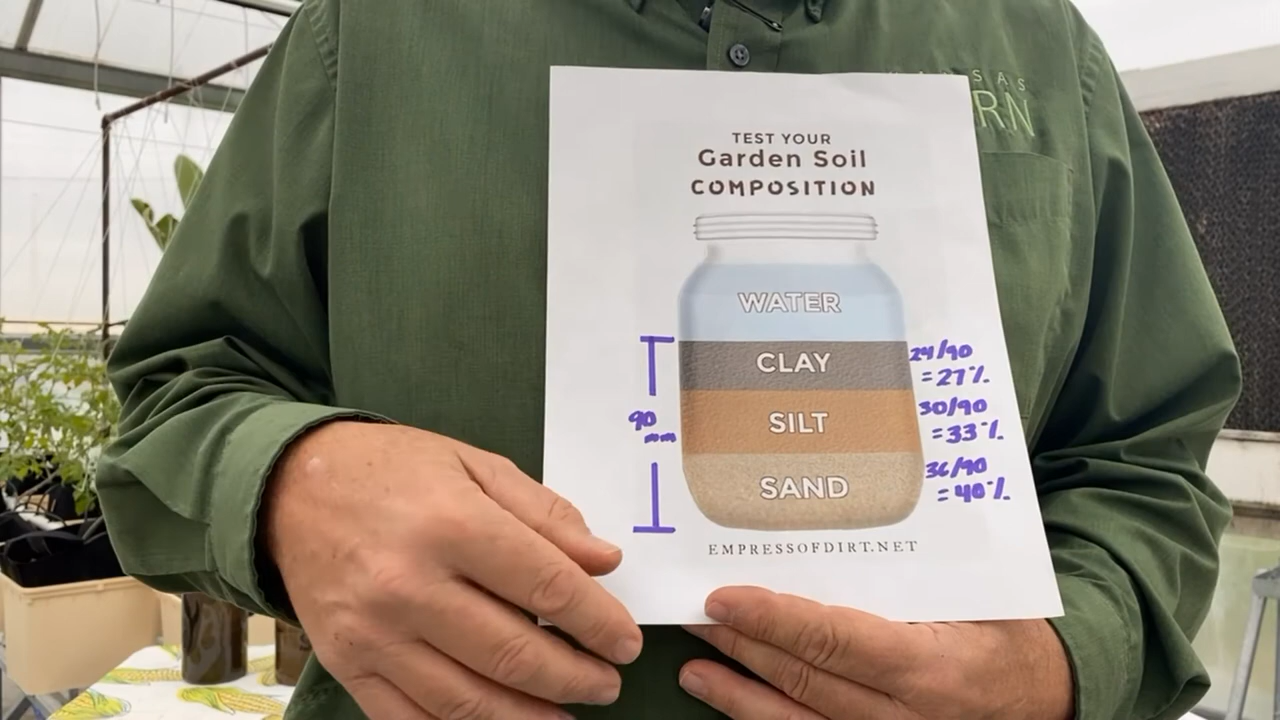 TEST YOUR
Garden Soil
COMPOSITION
WATER
CLAY
SILT
SAND
90
mm
24/90
=27%.
30/90
=33%.
36/90
=40%.
EMPRESSOFDIRT.NET